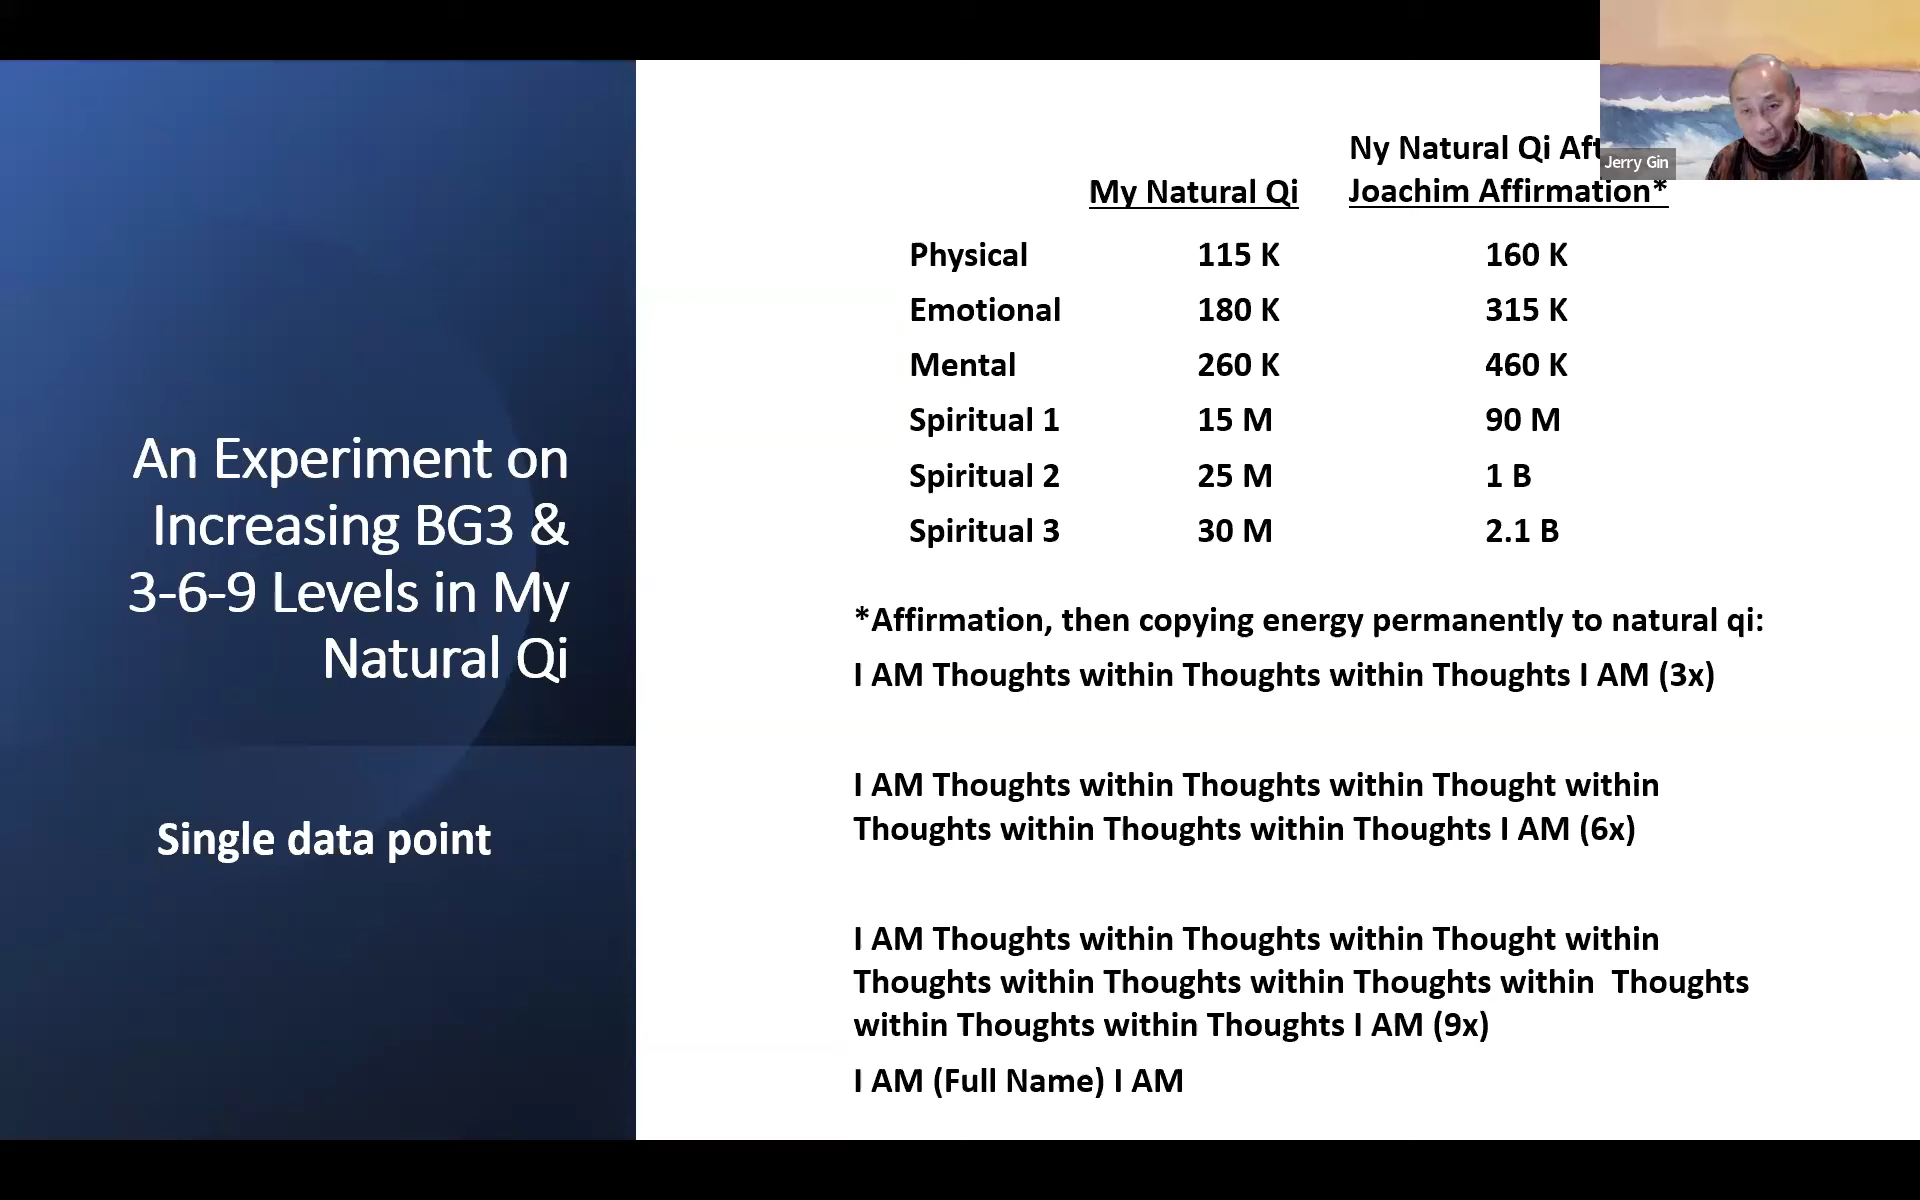 An Experiment on
Increasing BG3 &
3-6-9 Levels in My
Natural Qi
Single data point
Ny Natural Qi
My Natural Qi Joachim Affirmation*
Physical 115 K 160 K
Emotional 180 K 315 K
Mental 260 K 460 K
Spiritual 1 15 M 90 M
Spiritual 2 25 M 1 B
Spiritual 3 30 M 2.1 B
*Affirmation, then copying energy permanently to natural qi:
I AM Thoughts within Thoughts within Thoughts I AM (3x)
I AM Thoughts within Thoughts within Thought within
Thoughts within Thoughts within Thoughts I AM (6x)
I AM Thoughts within Thoughts within Thought within
Thoughts within Thoughts within Thoughts within Thoughts
within Thoughts within Thoughts I AM (9x)
I AM (Full Name) I AM
Jerry Gin